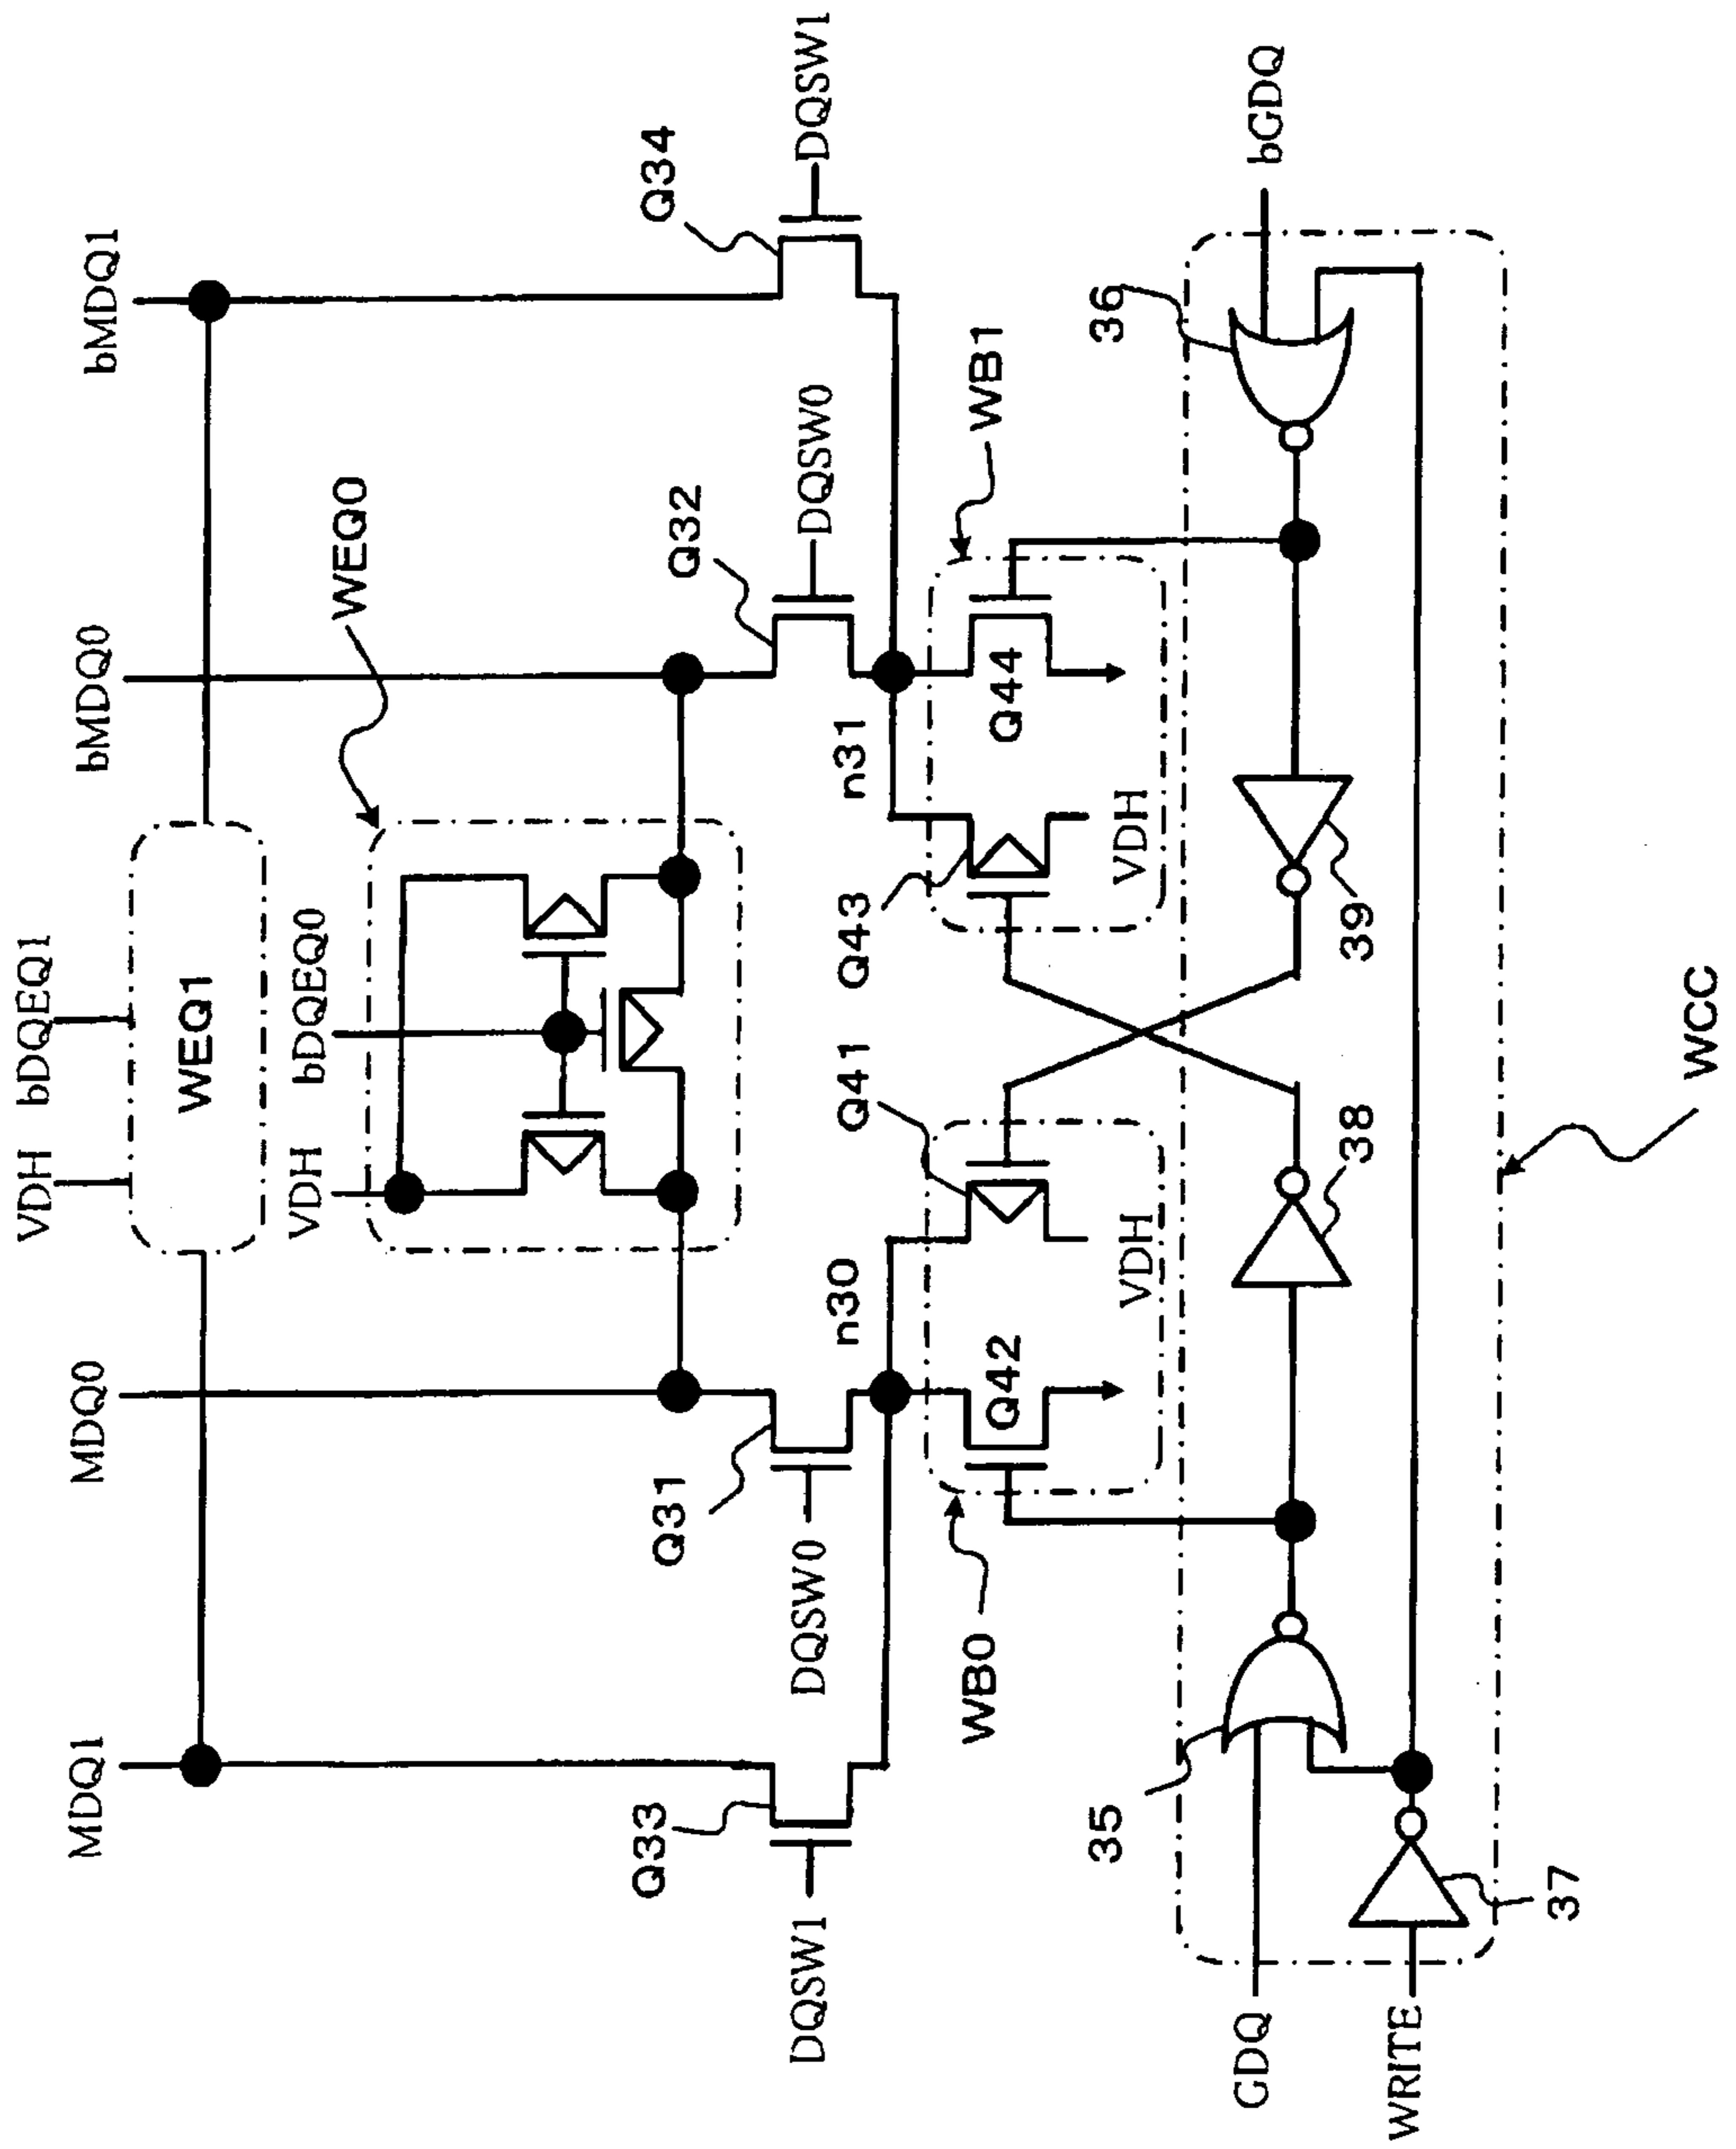 VDH
bDQEQ1
MDQ1
MDQ0
bMDQ0
bMDQ1
WEQ1
VDH
bDQEQ0
WEQ0
Q33
Q31
Q32
Q34
DQSW1
DQSW0
DQSW0
DQSW1
n30
Q41
Q43
n31
WB0
Q42
Q44
WB1
VDH
VDH
35
36
GDQ
bGDQ
38
39
WRITE
37
WCC